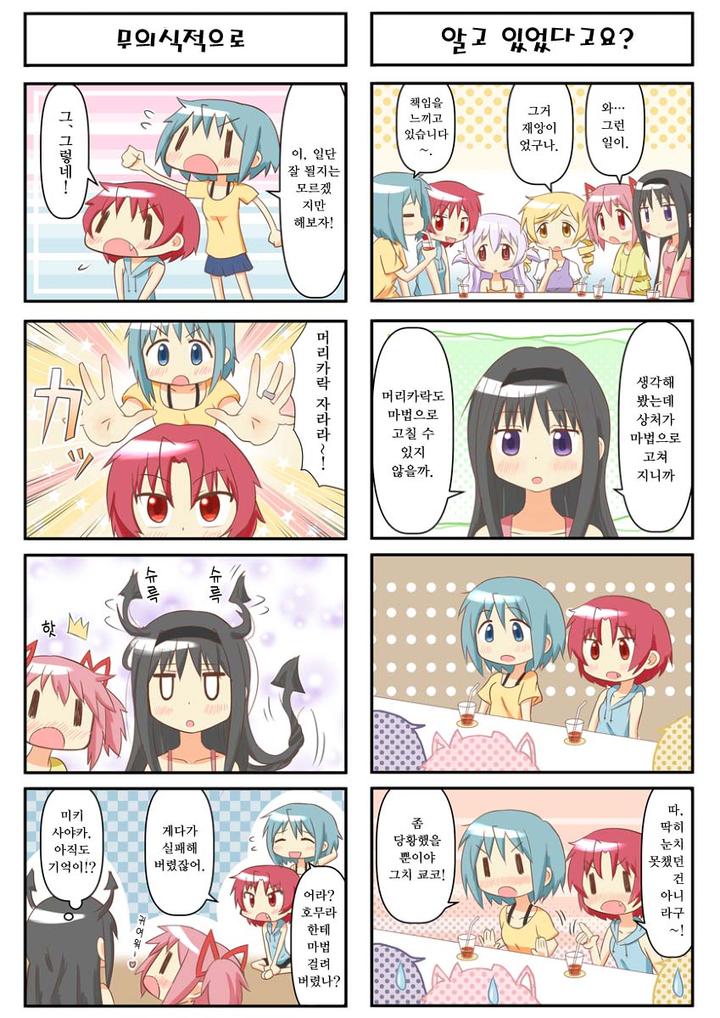 알고 있었다고요?
와…
그런
일이.
그거
재앙이
었구나.
책임을
느끼고
있습니다
~.
생각해
봤는데
상처가
마법으로
고쳐
지니까
머리카락도
마법으로
고칠 수
있지
않을까.
따,
딱히
눈치
못챘던
건
아니
라구
~!
좀
당황했을
뿐이야
그치 쿄코!
무의식적으로
이, 일단
잘 될지는
모르겠
지만
해보자!
그, 그렇네!
머리카락 자라라~!
カッ
슈륵
슈륵
핫
어라?
호무라
한테
마법
걸려
버렸나?
게다가
실패해
버렸잖어.
귀여워…♡
미키
사야카.
아직도
기억이!?